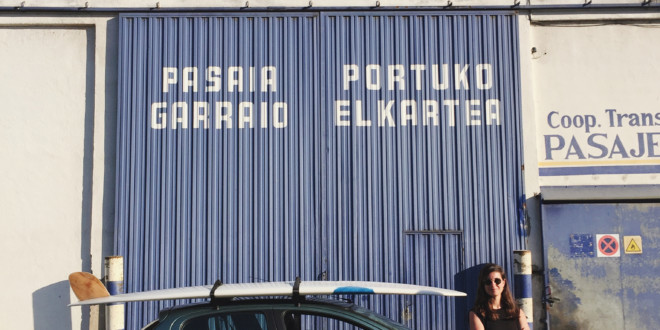 PASAIA
GARRAIO
PORTUKO
ELKARTEA
Coop. Trans
PASAJE